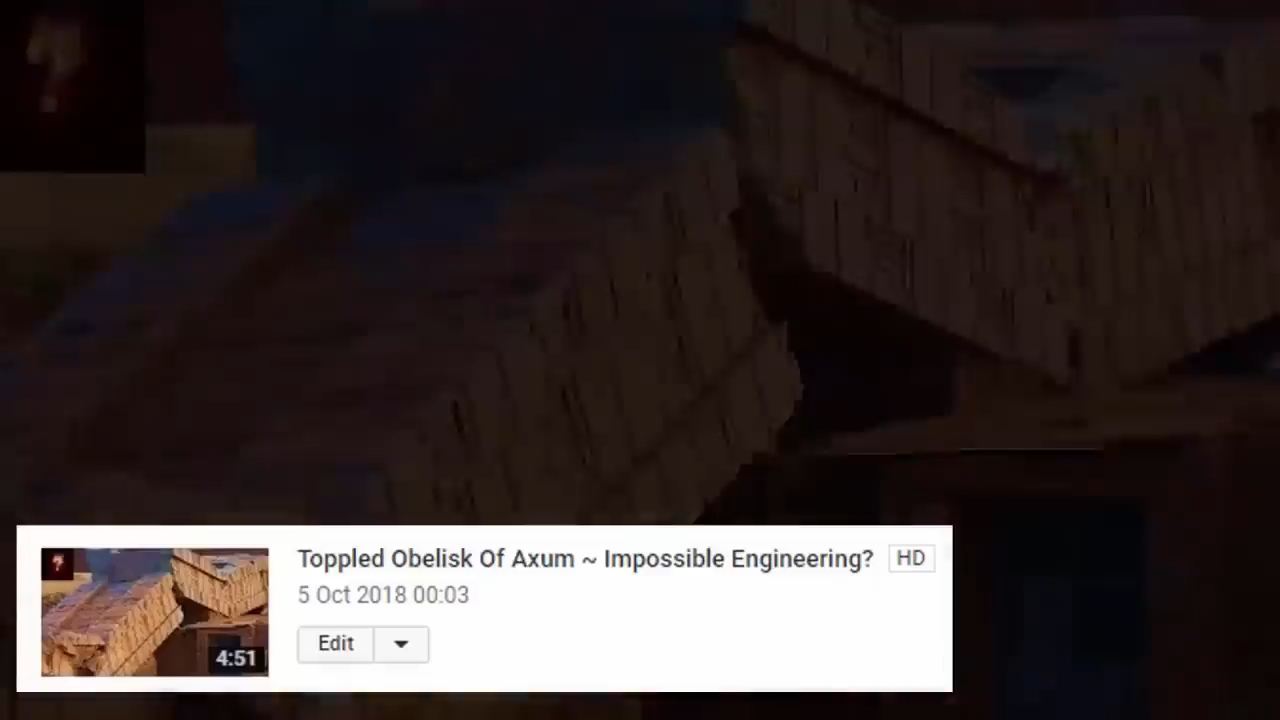 Toppled Obelisk Of Axum ~ Impossible Engineering? HD
5 Oct 2018 00:03
Edit
4:51